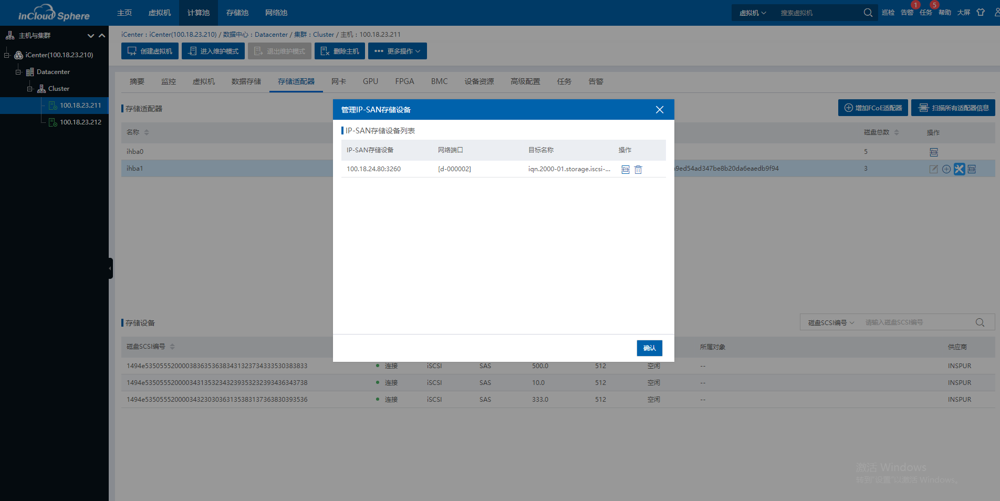 inCloud Sphere
主页 虚拟机 计算池 存储池 网络池
虚拟机 搜索虚拟机 巡检 告警 1 任务 5 帮助 大屏
主机与集群
iCenter(100.18.23.210)
Datacenter
Cluster
100.18.23.211
100.18.23.212
iCenter : iCenter(100.18.23.210) / 数据中心 : Datacenter / 集群 : Cluster / 主机 : 100.18.23.211
创建虚拟机 进入维护模式 退出维护模式 删除主机 更多操作
摘要 监控 虚拟机 数据存储 存储适配器 网卡 GPU FPGA BMC 设备资源 高级配置 任务 告警
存储适配器
增加FCoE适配器 扫描所有适配器信息
名称 磁盘总数 操作
ihba0 5
ihba1 9ed54ad347be8b20da6eaedb9f94 3
管理IP-SAN存储设备
IP-SAN存储设备列表
IP-SAN存储设备 网络端口 目标名称 操作
100.18.24.80:3260 [d-000002] iqn.2000-01.storage.iscsi-...
确认
存储设备
磁盘SCSI编号 请输入磁盘SCSI编号
磁盘SCSI编号 所属对象 供应商
1494e5350555200003836353638343132373433353038383 连接 iSCSI SAS 500.0 512 空闲 -- INSPUR
1494e535055520000343135323432393532323934363437 38 连接 iSCSI SAS 10.0 512 空闲 -- INSPUR
1494e53505552000034323030363135383137363830393536 连接 iSCSI SAS 333.0 512 空闲 -- INSPUR
激活 Windows
转到"设置"以激活 Windows。